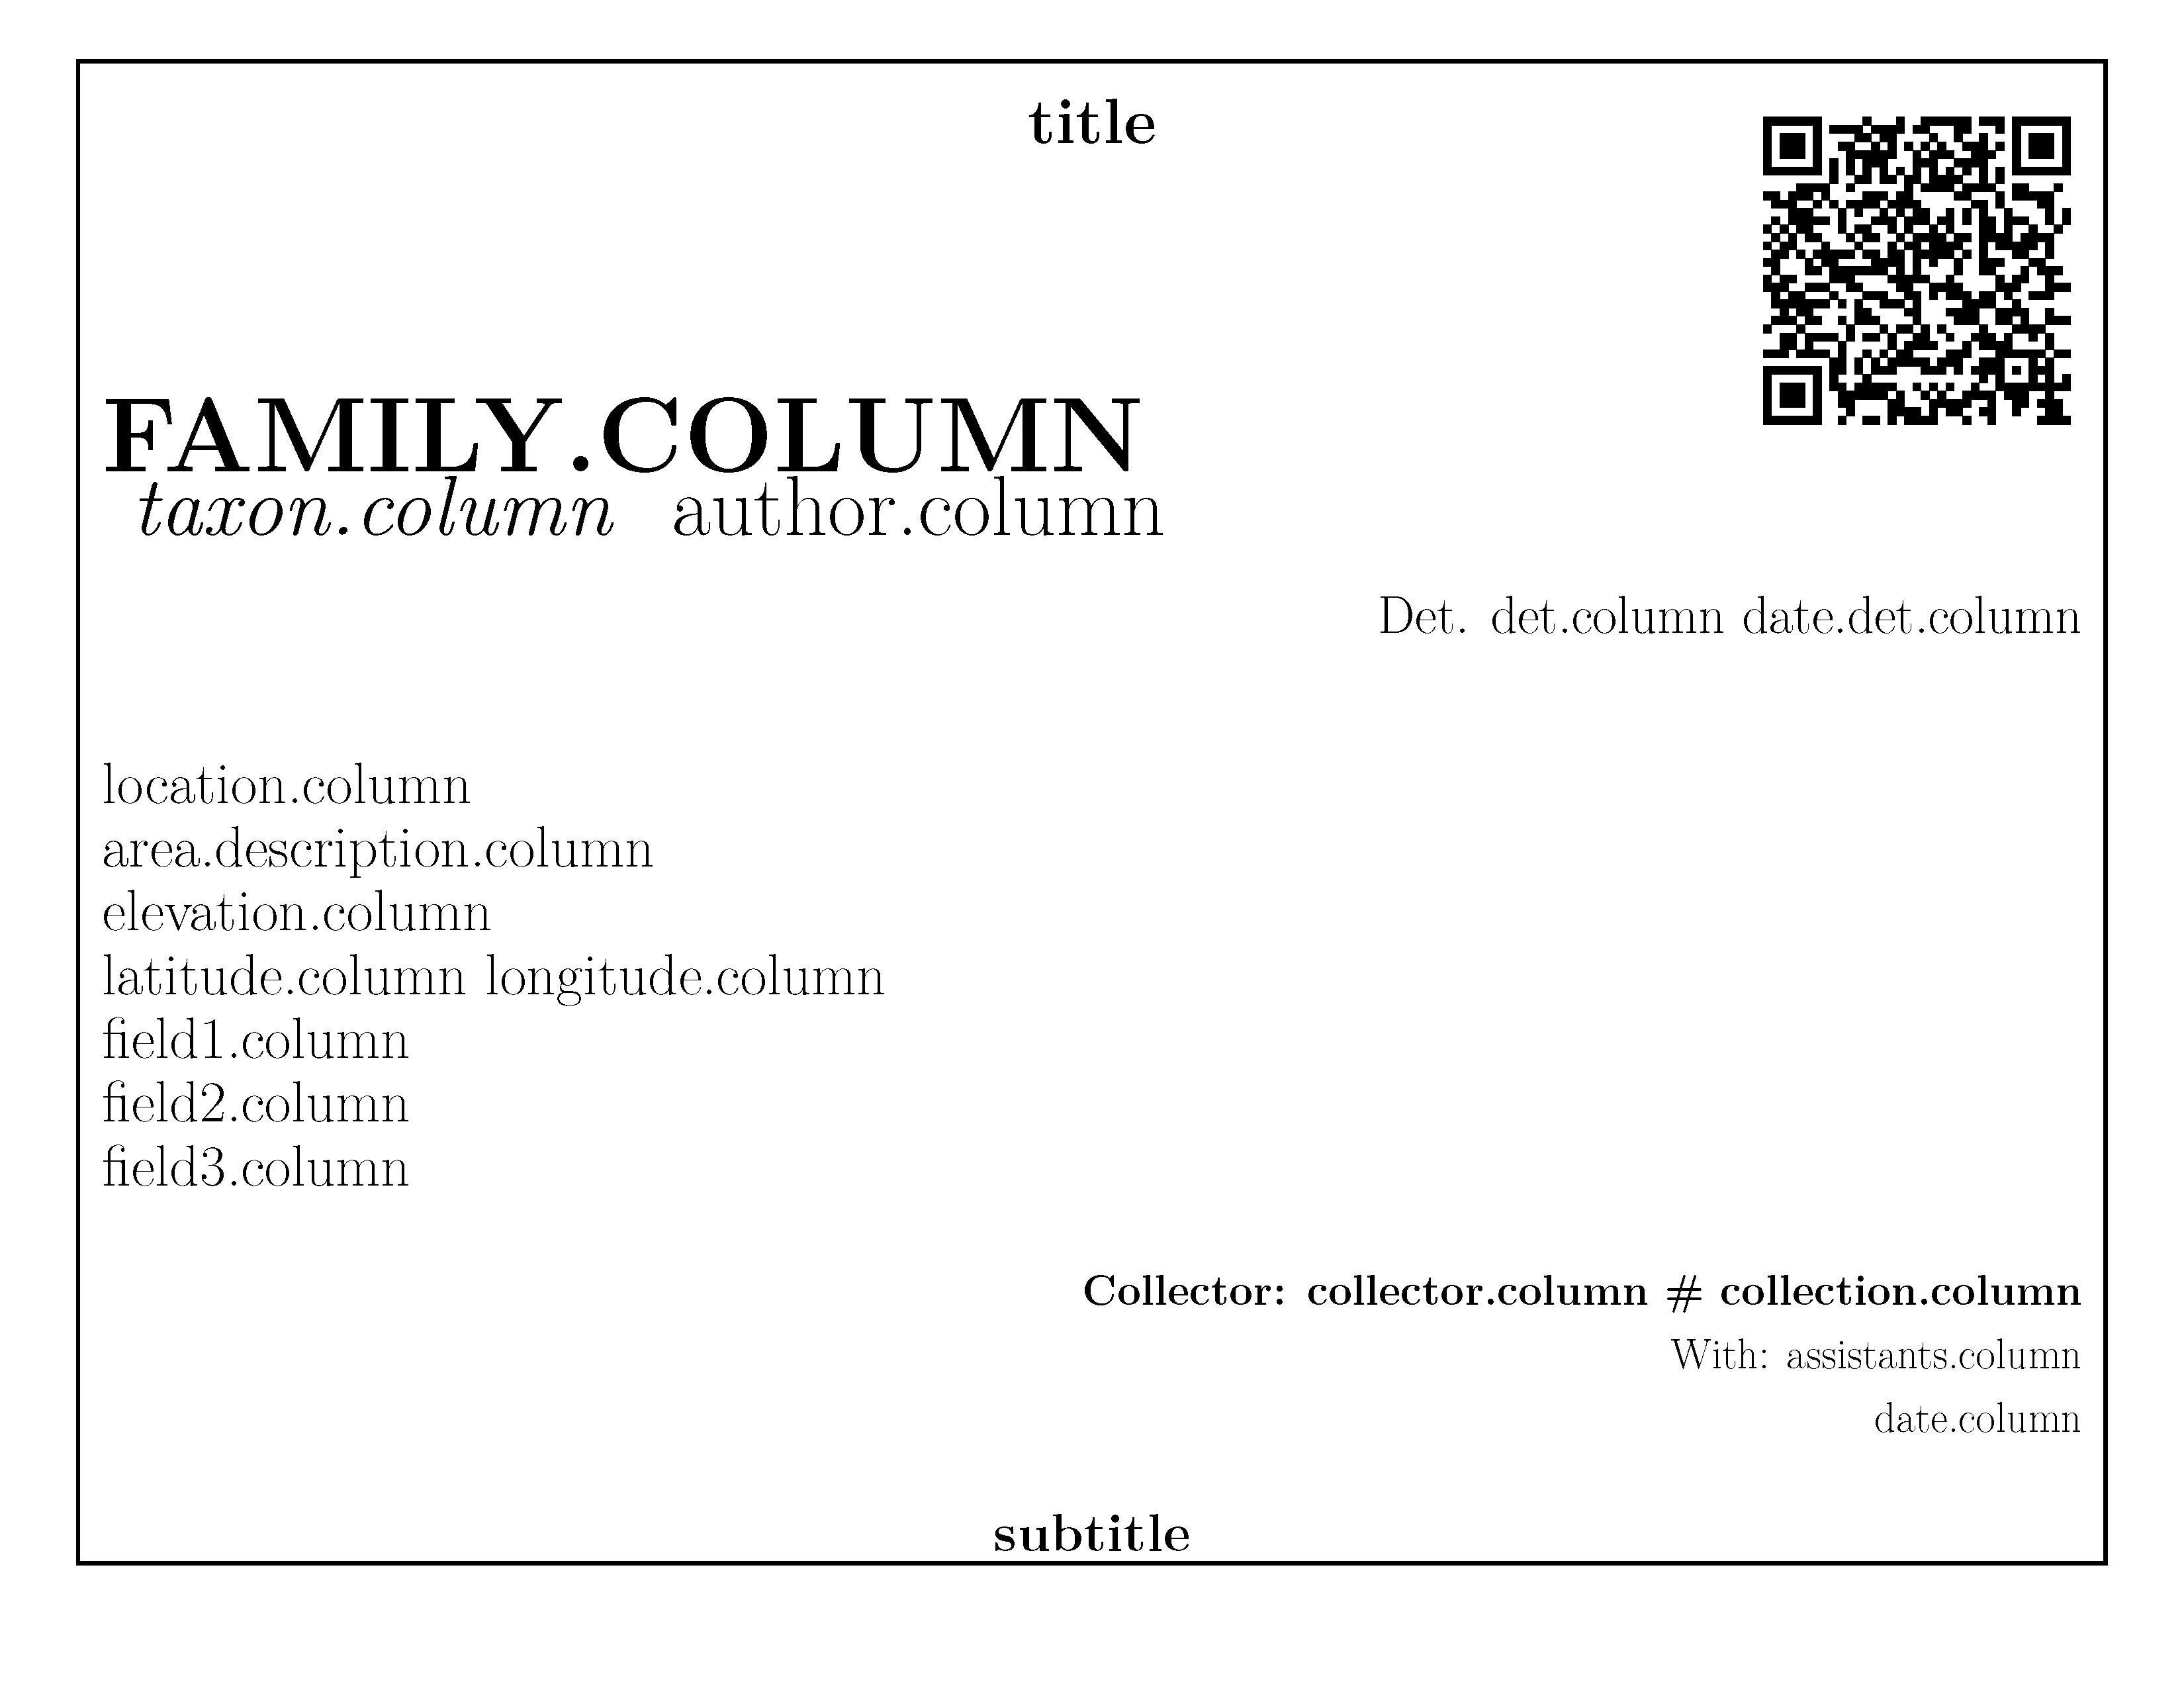 title
FAMILY.COLUMN
taxon.column author.column
Det. det.column date.det.column
location.column
area.description.column
elevation.column
latitude.column longitude.column
field1.column
field2.column
field3.column
Collector: collector.column # collection.column
With: assistants.column
date.column
subtitle